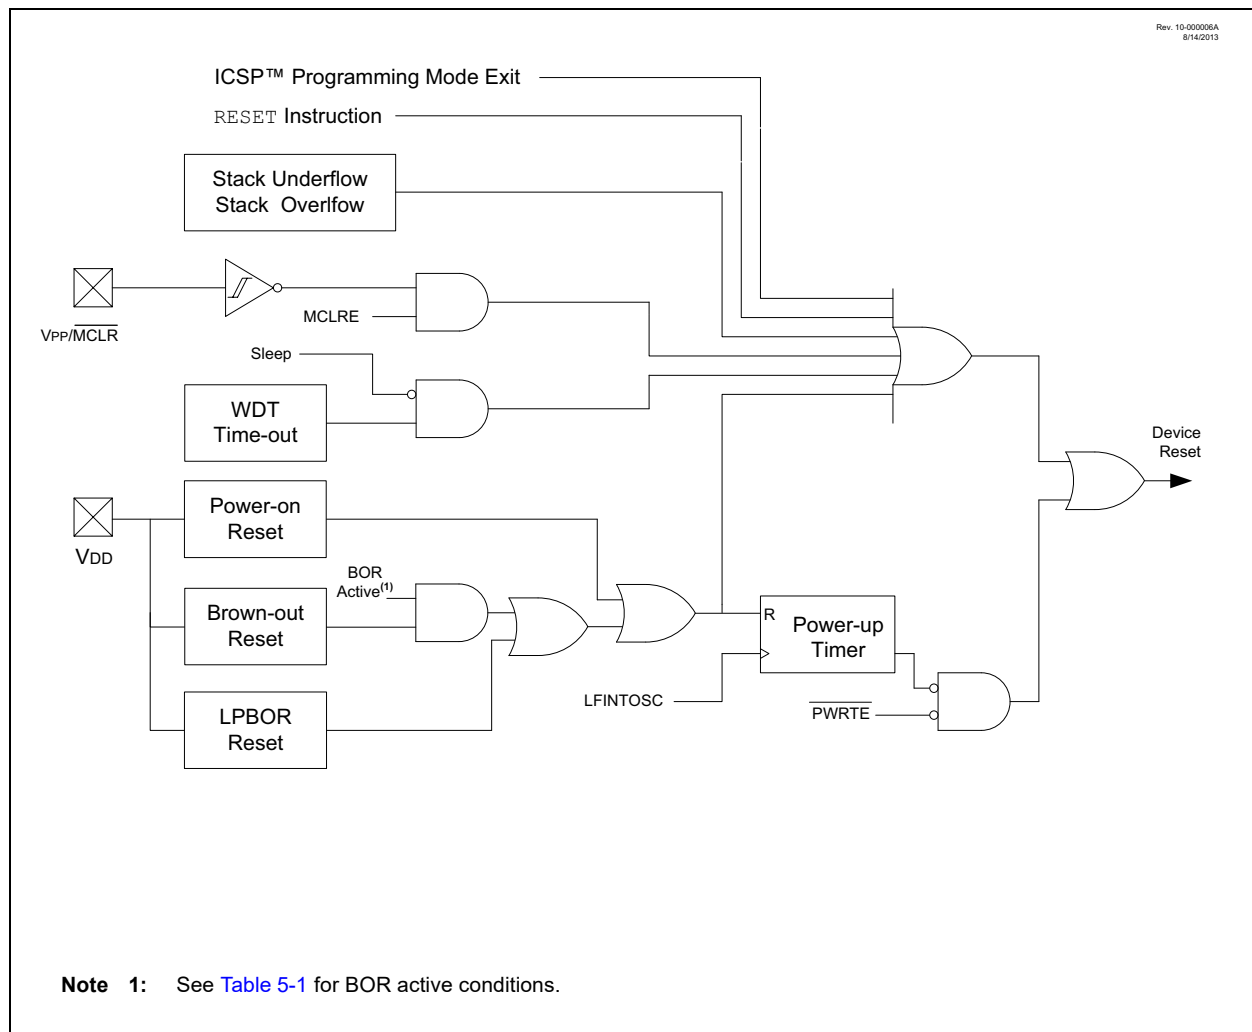 Rev. 10-000006A
8/14/2013
ICSP™ Programming Mode Exit
RESET Instruction
Stack Underflow
Stack Overlfow
VPP/MCLR
MCLRE
Sleep
WDT
Time-out
Device
Reset
VDD
Power-on
Reset
BOR
Active(1)
Brown-out
Reset
R
Power-up
Timer
LFINTOSC
PWRTE
LPBOR
Reset
Note 1: See Table 5-1 for BOR active conditions.